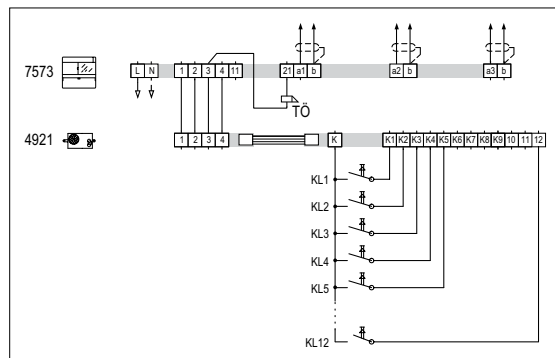 7573
L N
1 2 3 4 11
21 a1 b
a2 b
a3 b
TÖ
4921
1 2 3 4
K
K1 K2 K3 K4 K5 K6 K7 K8 K9 10 11 12
KL1
KL2
KL3
KL4
KL5
KL12